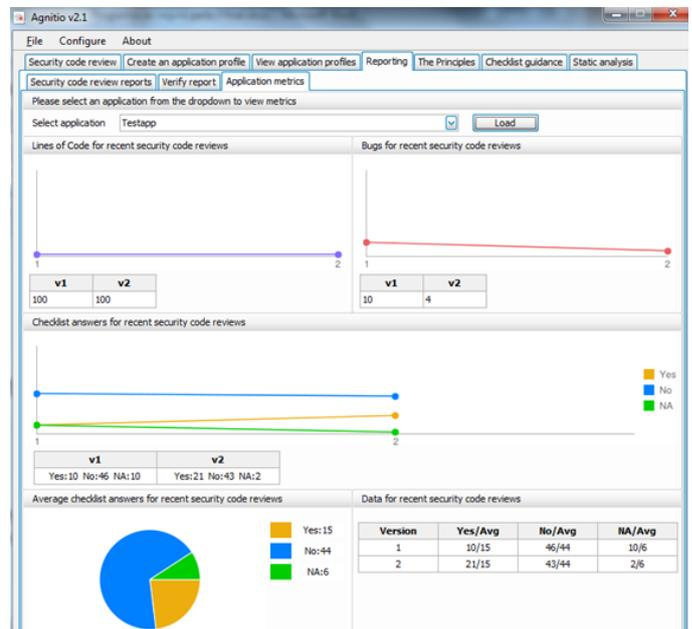 Agnitio v2.1
File Configure About
Security code review Create an application profile View application profiles Reporting The Principles Checklist guidance Static analysis
Security code review reports Verify report Application metrics
Please select an application from the dropdown to view metrics
Select application Testapp Load
Lines of Code for recent security code reviews
1 2
v1 v2
100 100
Bugs for recent security code reviews
1 2
v1 v2
10 4
Checklist answers for recent security code reviews
Yes
No
NA
1 2
v1 v2
Yes:10 No:46 NA:10 Yes:21 No:43 NA:2
Average checklist answers for recent security code reviews
Yes:15
No:44
NA:6
Data for recent security code reviews
Version Yes/Avg No/Avg NA/Avg
1 10/15 46/44 10/6
2 21/15 43/44 2/6